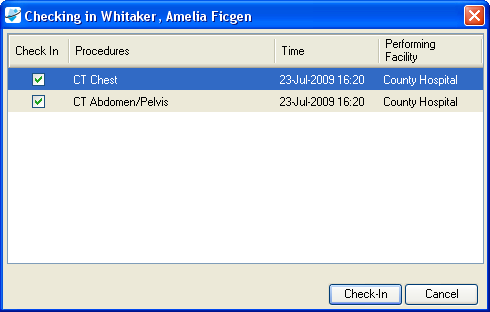 Checking in Whitaker, Amelia Ficgen
Check In Procedures Time Performing Facility
CT Chest 23-Jul-2009 16:20 County Hospital
CT Abdomen/Pelvis 23-Jul-2009 16:20 County Hospital
Check-In Cancel